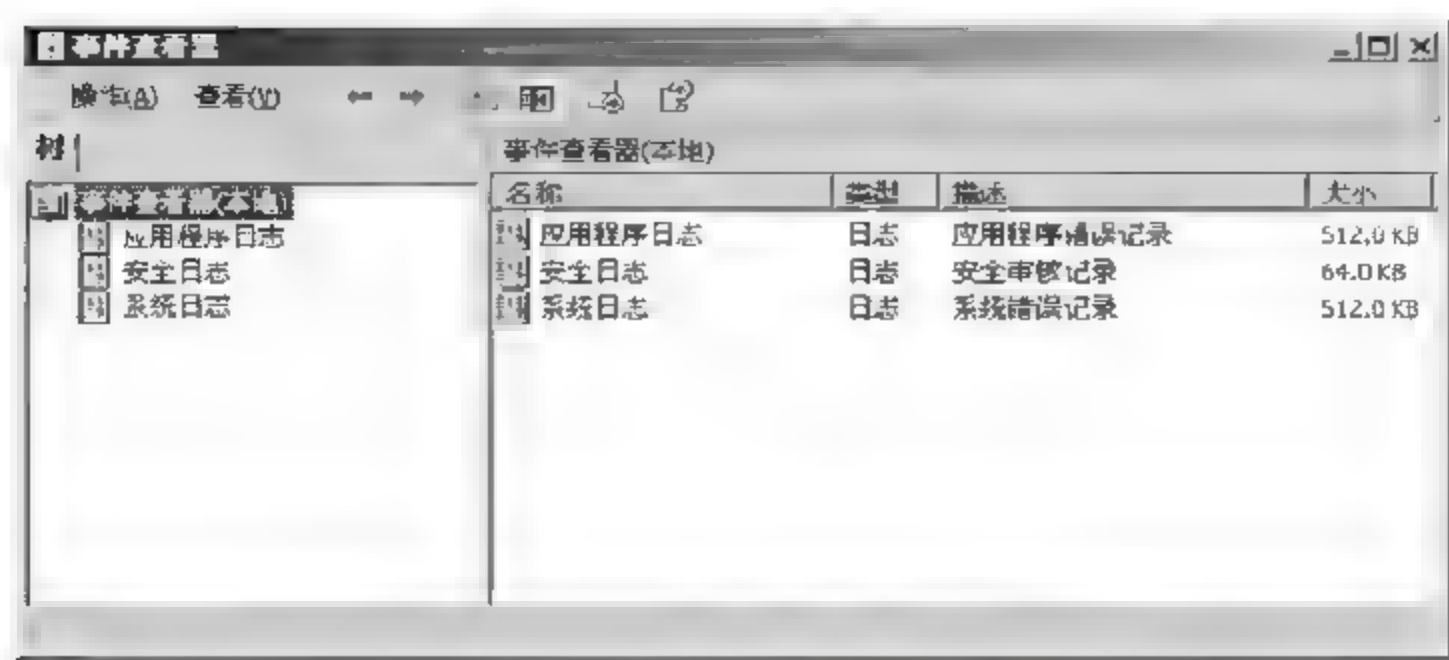 事件查看器
操作(A) 查看(V)
树
事件查看器(本地)
事件查看器(本地)
应用程序日志
安全日志
系统日志
名称 类型 描述 大小
应用程序日志 日志 应用程序错误记录 512.0 KB
安全日志 日志 安全审核记录 64.0 KB
系统日志 日志 系统错误记录 512.0 KB